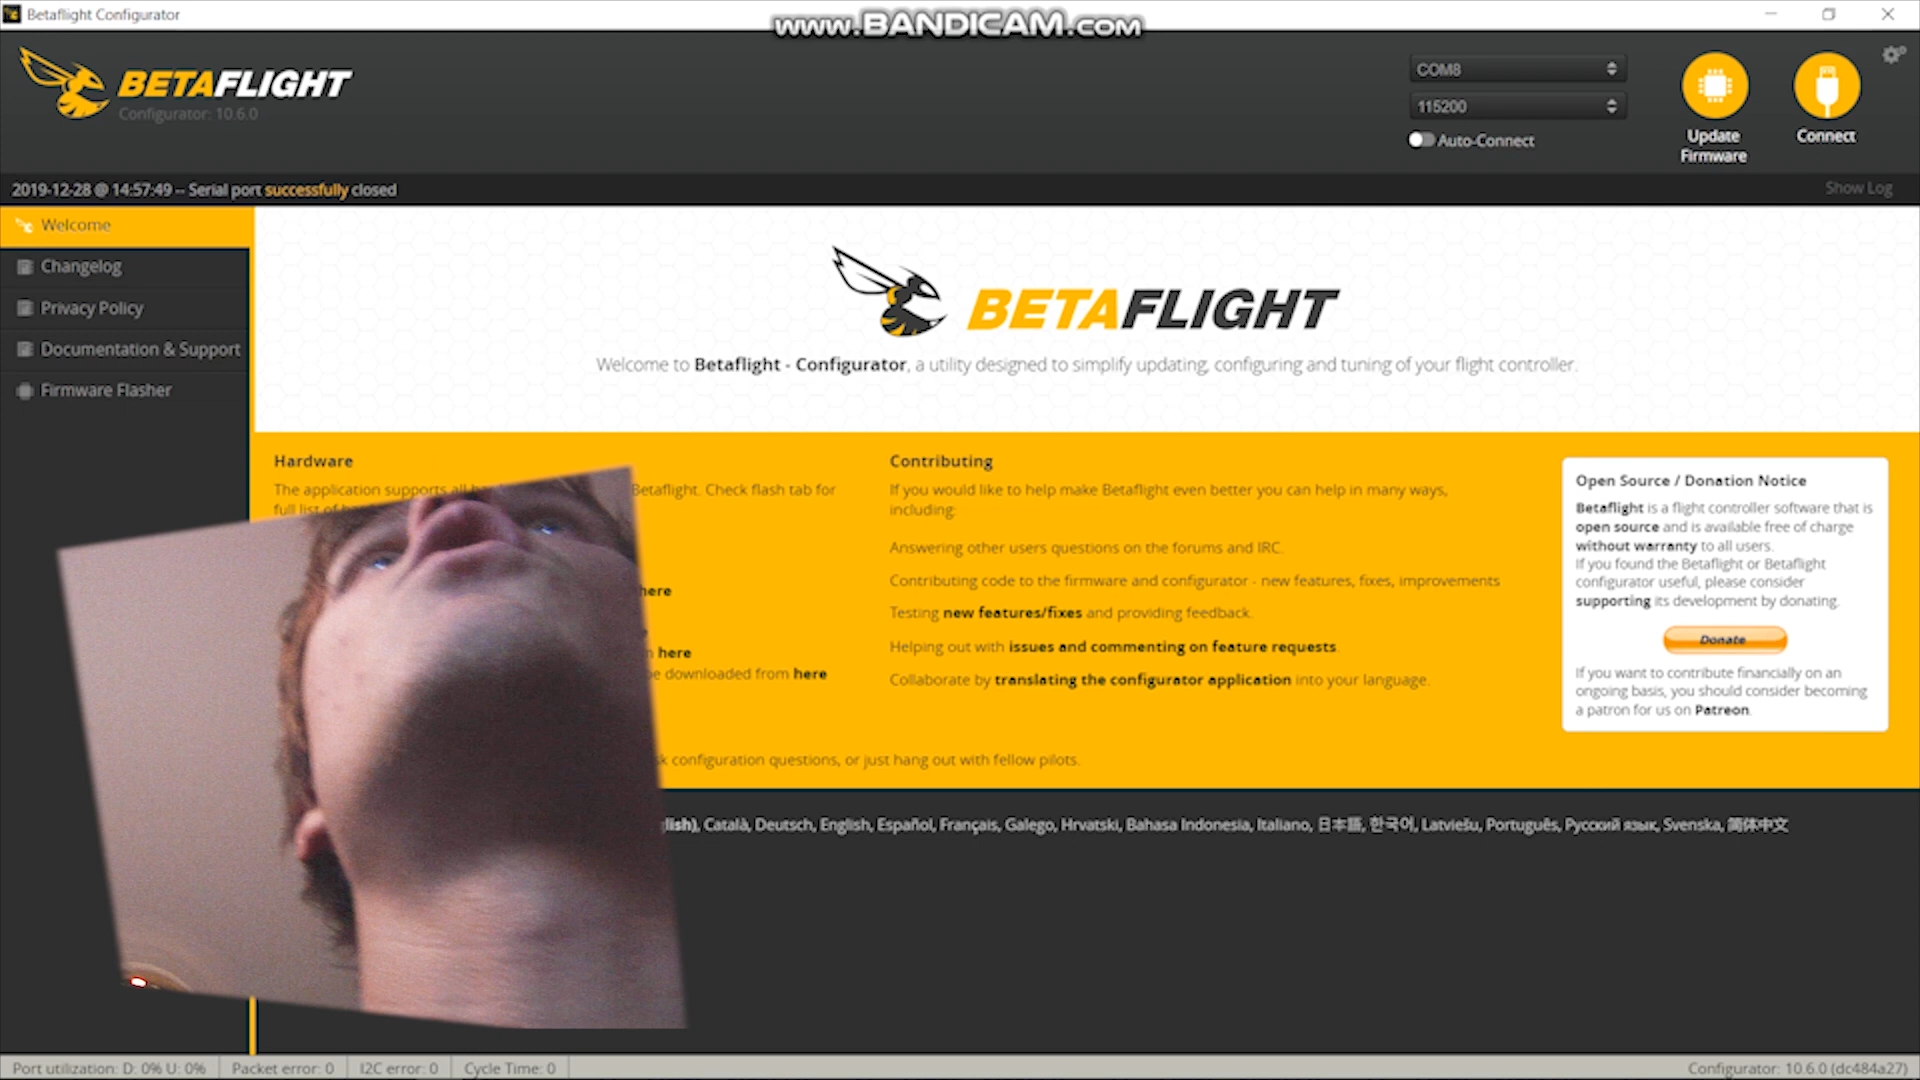 Betaflight Configurator
www.BANDICAM.com
BETAFLIGHT
Configurator: 10.6.0
COM8
115200
Auto-Connect
Update
Firmware
Connect
2019-12-28 @ 14:57:49 -- Serial port successfully closed
Show Log
Welcome
Changelog
Privacy Policy
Documentation & Support
Firmware Flasher
BETAFLIGHT
Welcome to Betaflight - Configurator, a utility designed to simplify updating, configuring and tuning of your flight controller.
Hardware
The application supports all Betaflight. Check flash tab for
full list of
here
here
downloaded from here
configuration questions, or just hang out with fellow pilots.
Contributing
If you would like to help make Betaflight even better you can help in many ways,
including:
Answering other users questions on the forums and IRC.
Contributing code to the firmware and configurator - new features, fixes, improvements
Testing new features/fixes and providing feedback.
Helping out with issues and commenting on feature requests.
Collaborate by translating the configurator application into your language.
Open Source / Donation Notice
Betaflight is a flight controller software that is
open source and is available free of charge
without warranty to all users.
If you found the Betaflight or Betaflight
configurator useful, please consider
supporting its development by donating.
Donate
If you want to contribute financially on an
ongoing basis, you should consider becoming
a patron for us on Patreon.
Català, Deutsch, English, Español, Français, Galego, Hrvatski, Bahasa Indonesia, Italiano, 日本語, 한국어, Latviešu, Português, Русский язык, Svenska, 简体中文
Port utilization: D: 0% U: 0%
Packet error: 0
I2C error: 0
Cycle Time: 0
Configurator: 10.6.0 (dc484a27)